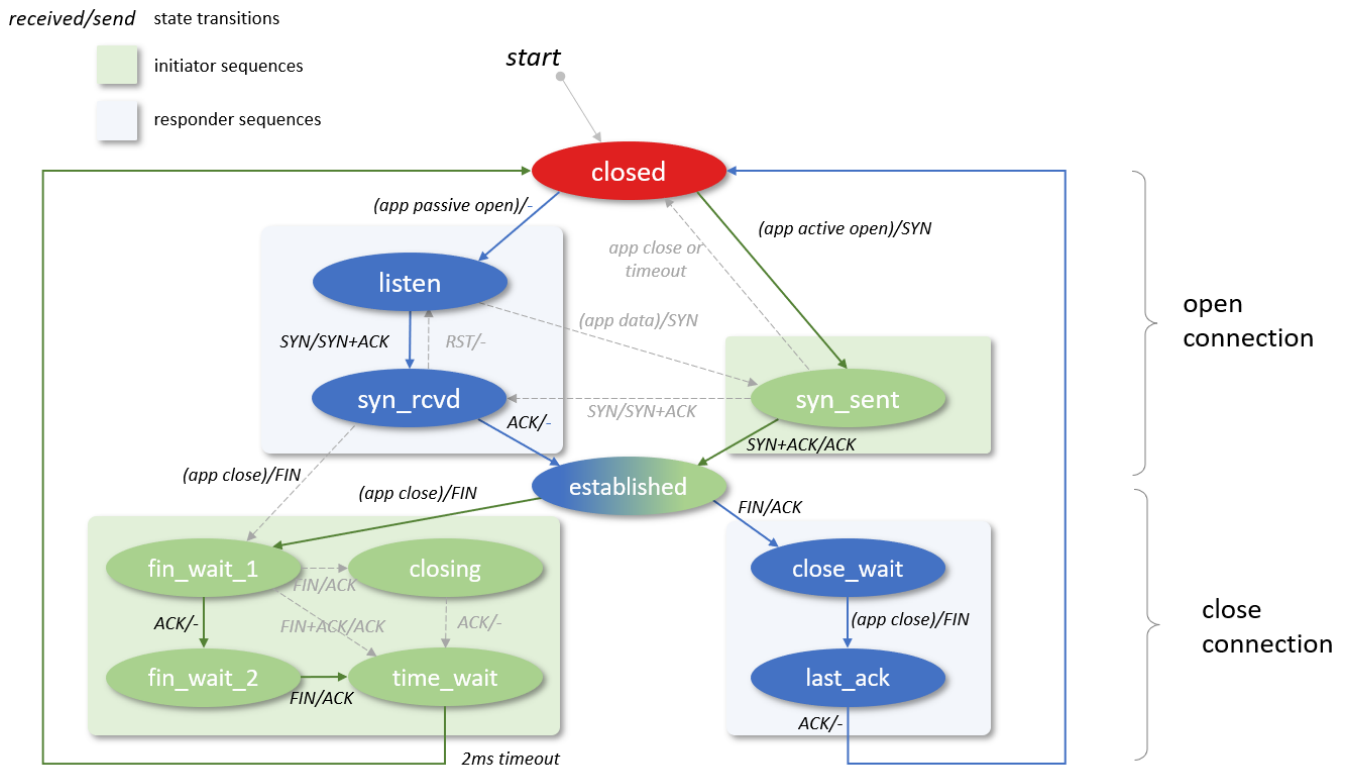 received/send state transitions
initiator sequences
responder sequences
start
closed
(app passive open)/-
(app active open)/SYN
app close or
timeout
listen
(app data)/SYN
SYN/SYN+ACK
RST/-
open
connection
syn_rcvd
SYN/SYN+ACK
syn_sent
ACK/-
SYN+ACK/ACK
(app close)/FIN
(app close)/FIN
established
FIN/ACK
fin_wait_1
closing
close_wait
FIN/ACK
ACK/-
FIN+ACK/ACK
ACK/-
(app close)/FIN
close
connection
fin_wait_2
time_wait
last_ack
FIN/ACK
ACK/-
2ms timeout